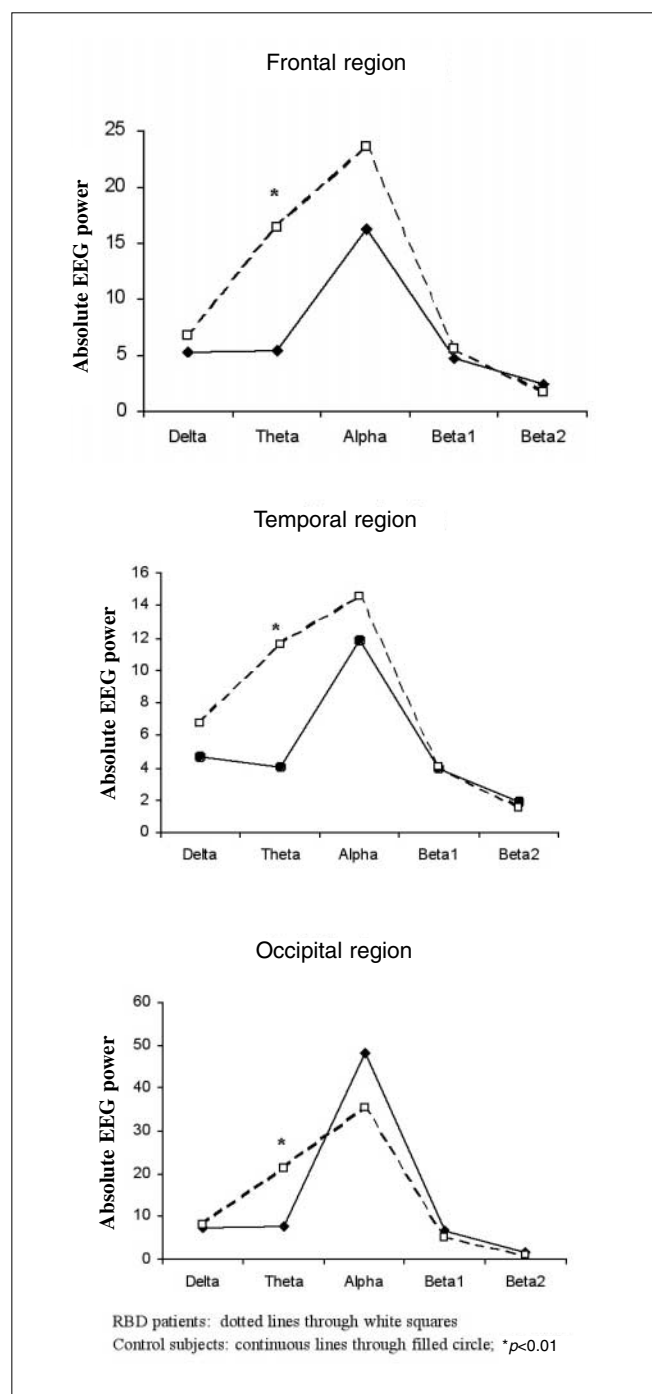 Frontal region
Absolute EEG power
25
20
15
10
5
0
Delta Theta Alpha Beta1 Beta2
*
Temporal region
Absolute EEG power
16
14
12
10
8
6
4
2
0
Delta Theta Alpha Beta1 Beta2
*
Occipital region
Absolute EEG power
60
50
40
30
20
10
0
Delta Theta Alpha Beta1 Beta2
*
RBD patients: dotted lines through white squares
Control subjects: continuous lines through filled circle; *p<0.01